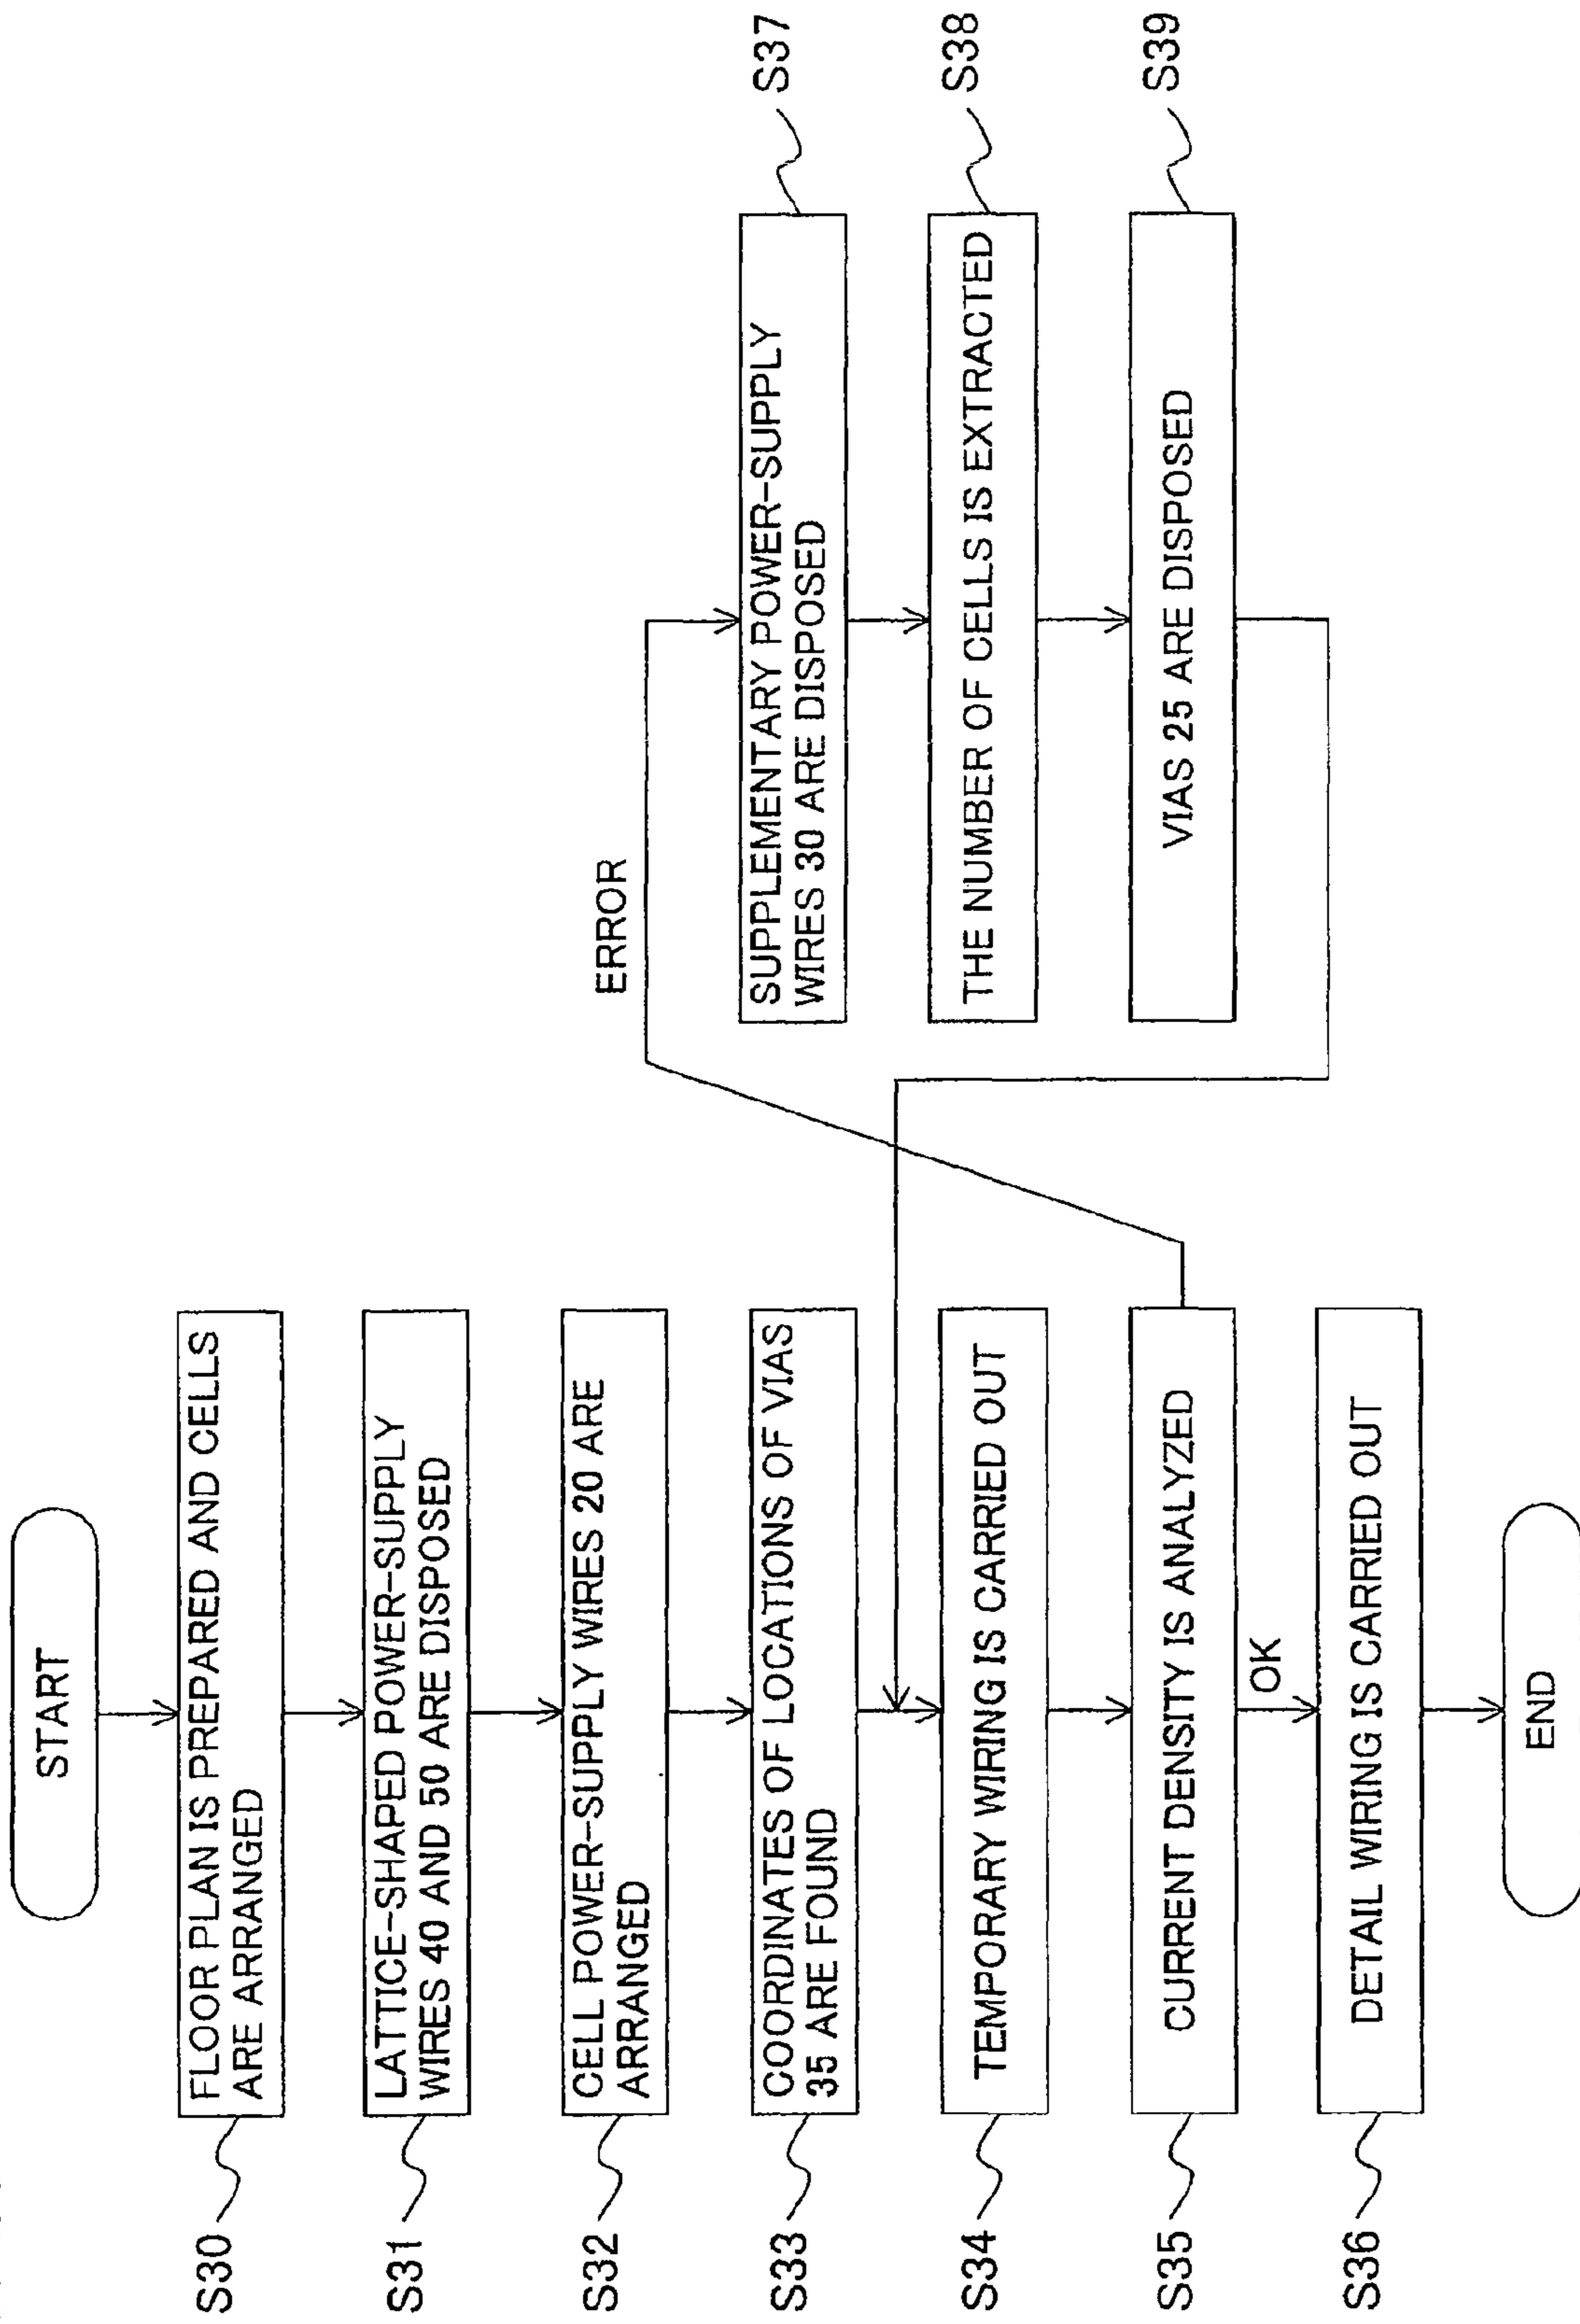 START
S30
FLOOR PLAN IS PREPARED AND CELLS
ARE ARRANGED
S31
LATTICE-SHAPED POWER-SUPPLY
WIRES 40 AND 50 ARE DISPOSED
S32
CELL POWER-SUPPLY WIRES 20 ARE
ARRANGED
S33
COORDINATES OF LOCATIONS OF VIAS
35 ARE FOUND
S34
TEMPORARY WIRING IS CARRIED OUT
S35
CURRENT DENSITY IS ANALYZED
OK
S36
DETAIL WIRING IS CARRIED OUT
END
ERROR
SUPPLEMENTARY POWER-SUPPLY
WIRES 30 ARE DISPOSED
S37
THE NUMBER OF CELLS IS EXTRACTED
S38
VIAS 25 ARE DISPOSED
S39